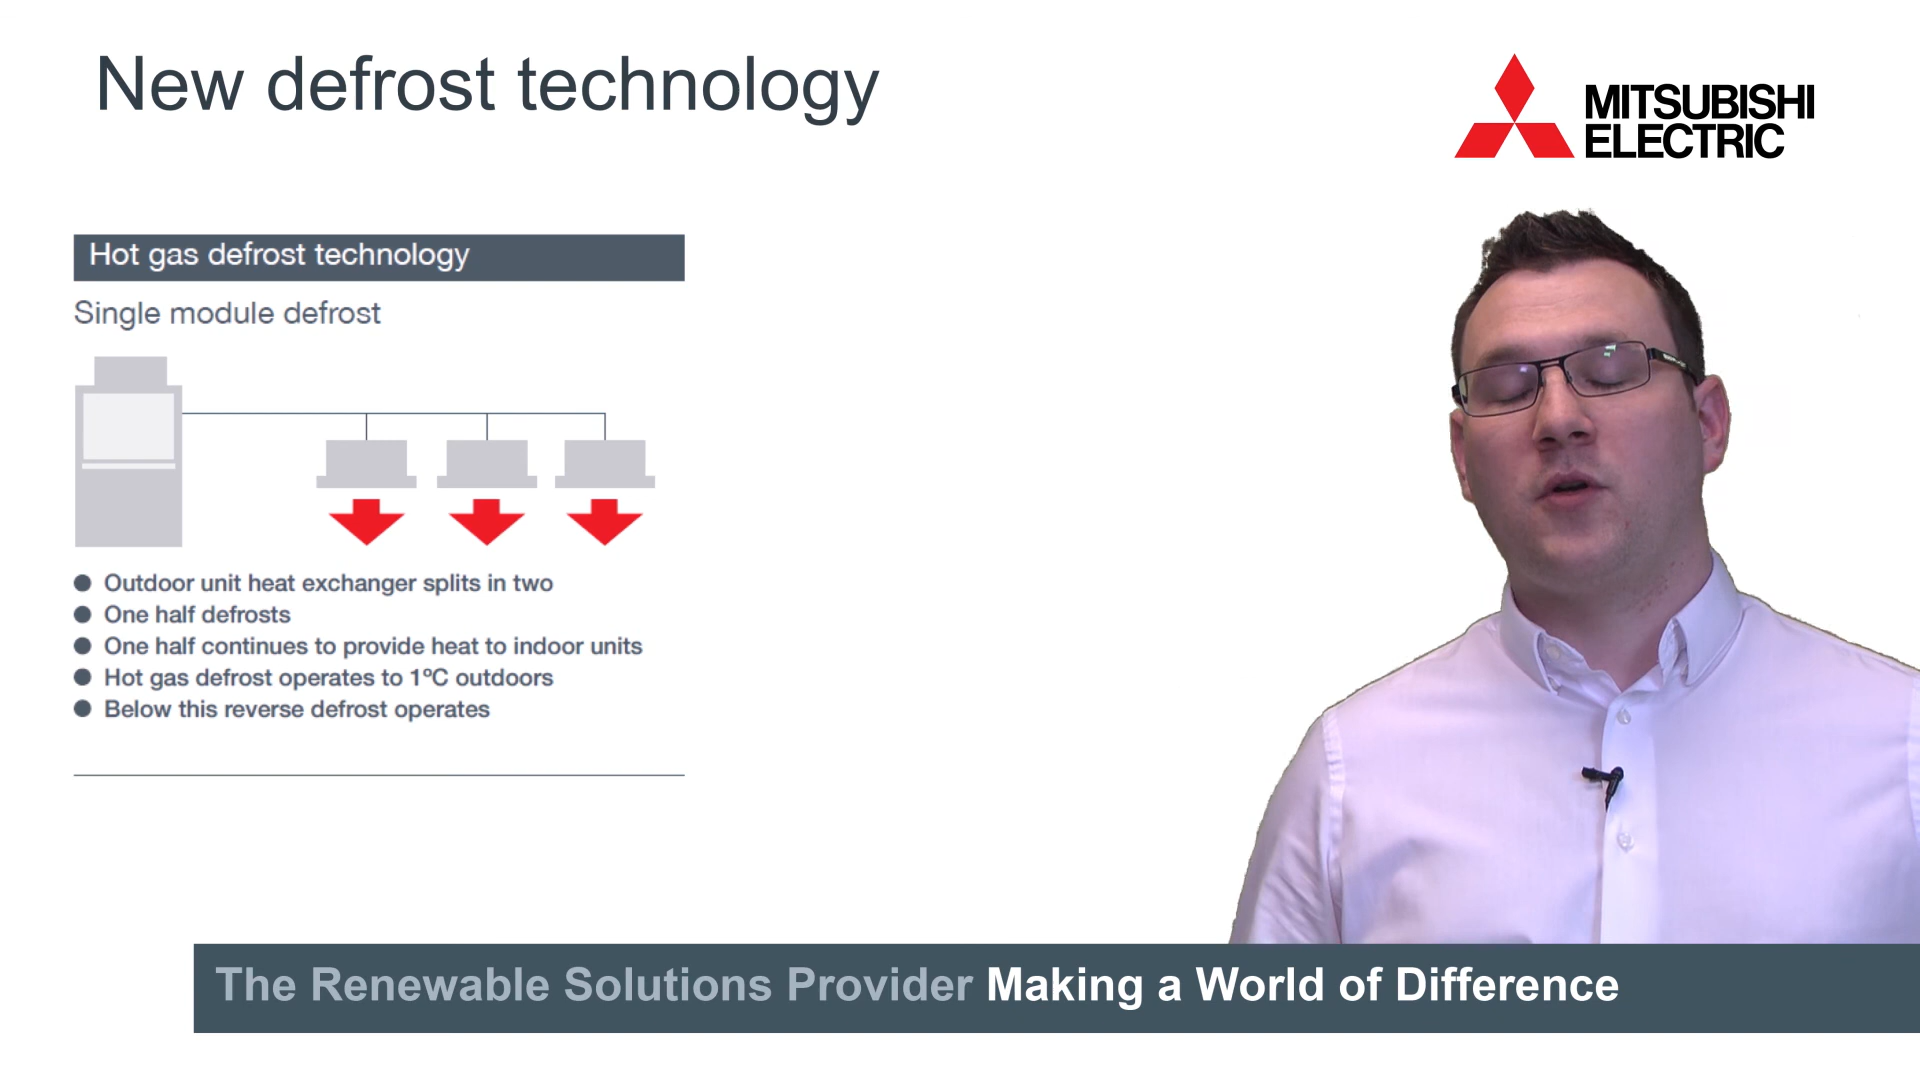 New defrost technology
MITSUBISHI
ELECTRIC
Hot gas defrost technology
Single module defrost
Outdoor unit heat exchanger splits in two
One half defrosts
One half continues to provide heat to indoor units
Hot gas defrost operates to 1ºC outdoors
Below this reverse defrost operates
The Renewable Solutions Provider Making a World of Difference